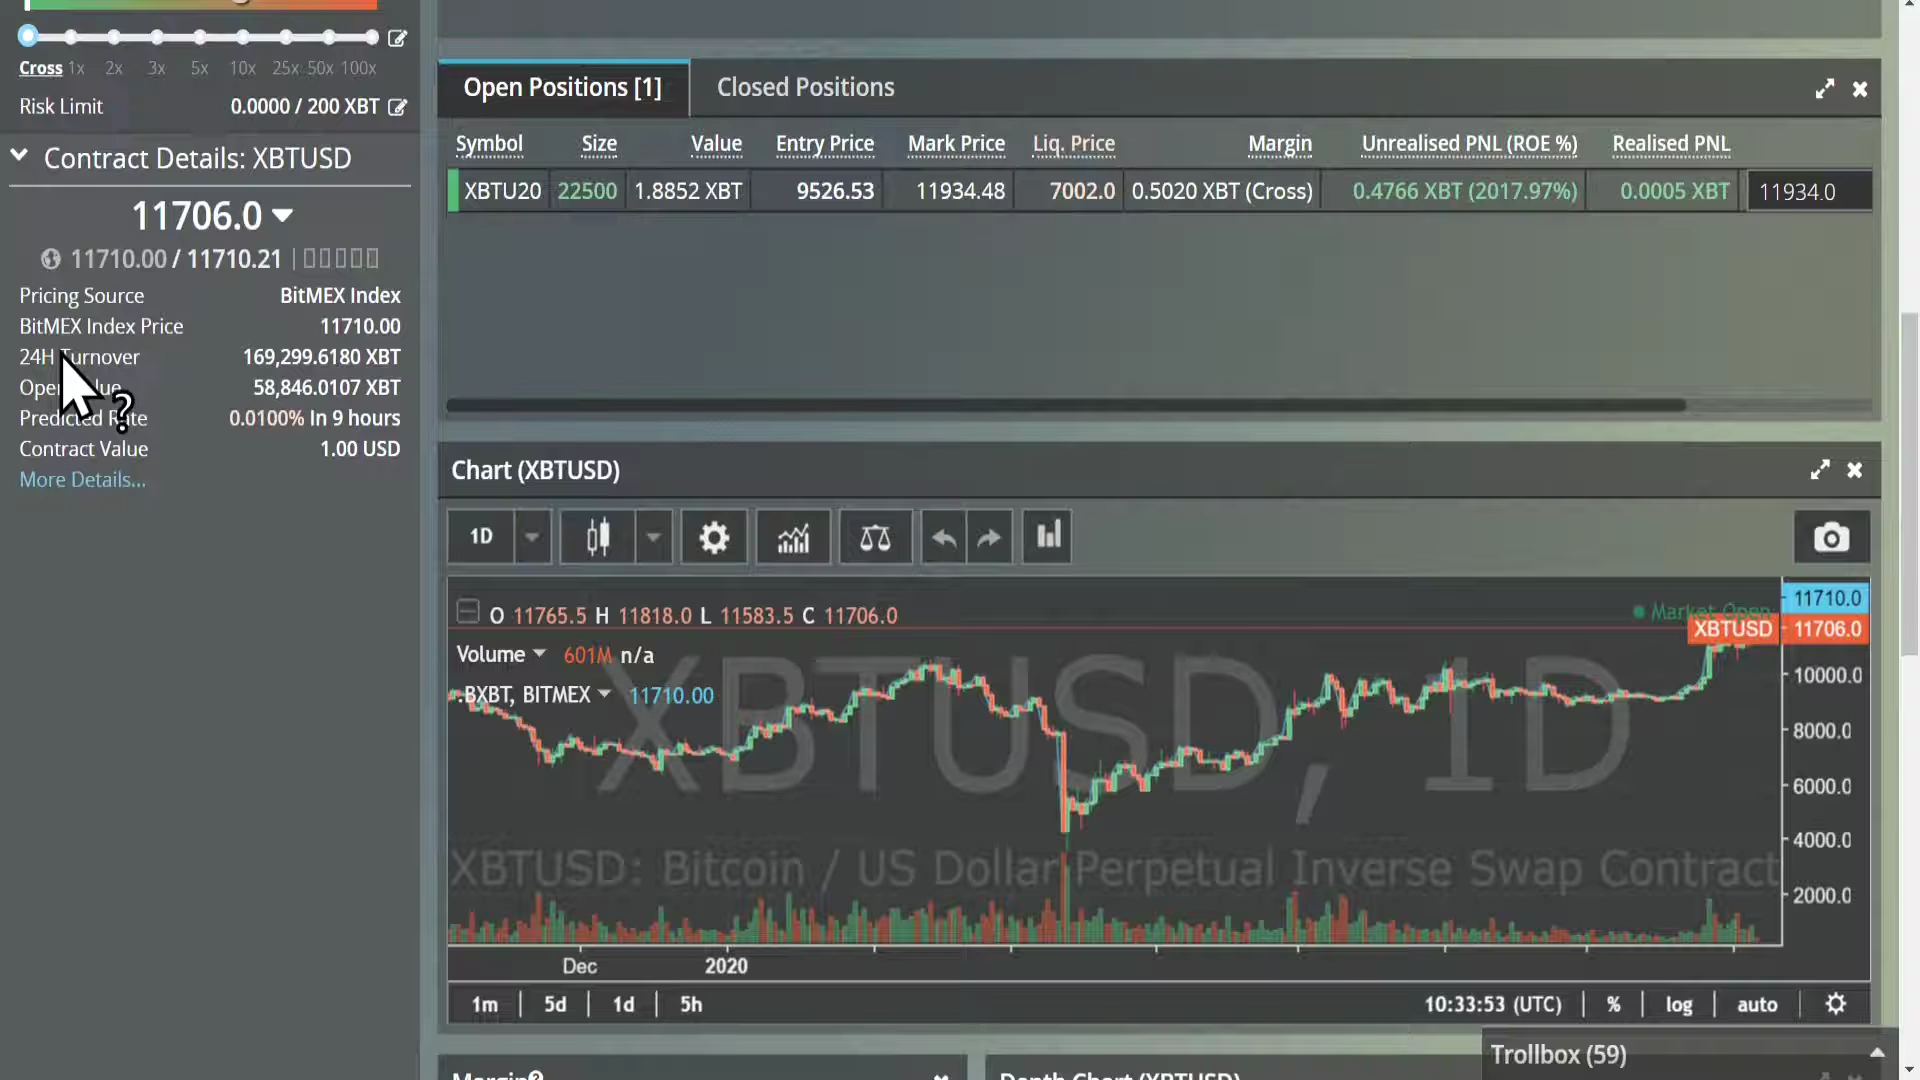 Cross 1x 2x 3x 5x 10x 25x 50x 100x
Risk Limit 0.0000 / 200 XBT
Contract Details: XBTUSD
11706.0
11710.00 / 11710.21
Pricing Source BitMEX Index
BitMEX Index Price 11710.00
24H Turnover 169,299.6180 XBT
58,846.0107 XBT
Predicted Rate 0.0100% In 9 hours
Contract Value 1.00 USD
More Details...
Open Positions [1] Closed Positions
Symbol Size Value Entry Price Mark Price Liq. Price Margin Unrealised PNL (ROE %) Realised PNL
XBTU20 22500 1.8852 XBT 9526.53 11934.48 7002.0 0.5020 XBT (Cross) 0.4766 XBT (2017.97%) 0.0005 XBT 11934.0
Chart (XBTUSD)
1D
O 11765.5 H 11818.0 L 11583.5 C 11706.0
Market Open
11710.0
XBTUSD 11706.0
Volume 601M n/a
.BXBT, BITMEX 11710.00
XBTUSD, 1D
XBTUSD: Bitcoin / US Dollar Perpetual Inverse Swap Contract
10000.0
8000.0
6000.0
4000.0
2000.0
Dec 2020
1m 5d 1d 5h 10:33:53 (UTC) % log auto
Trollbox (59)
Margin
Depth Chart (XBTUSD)